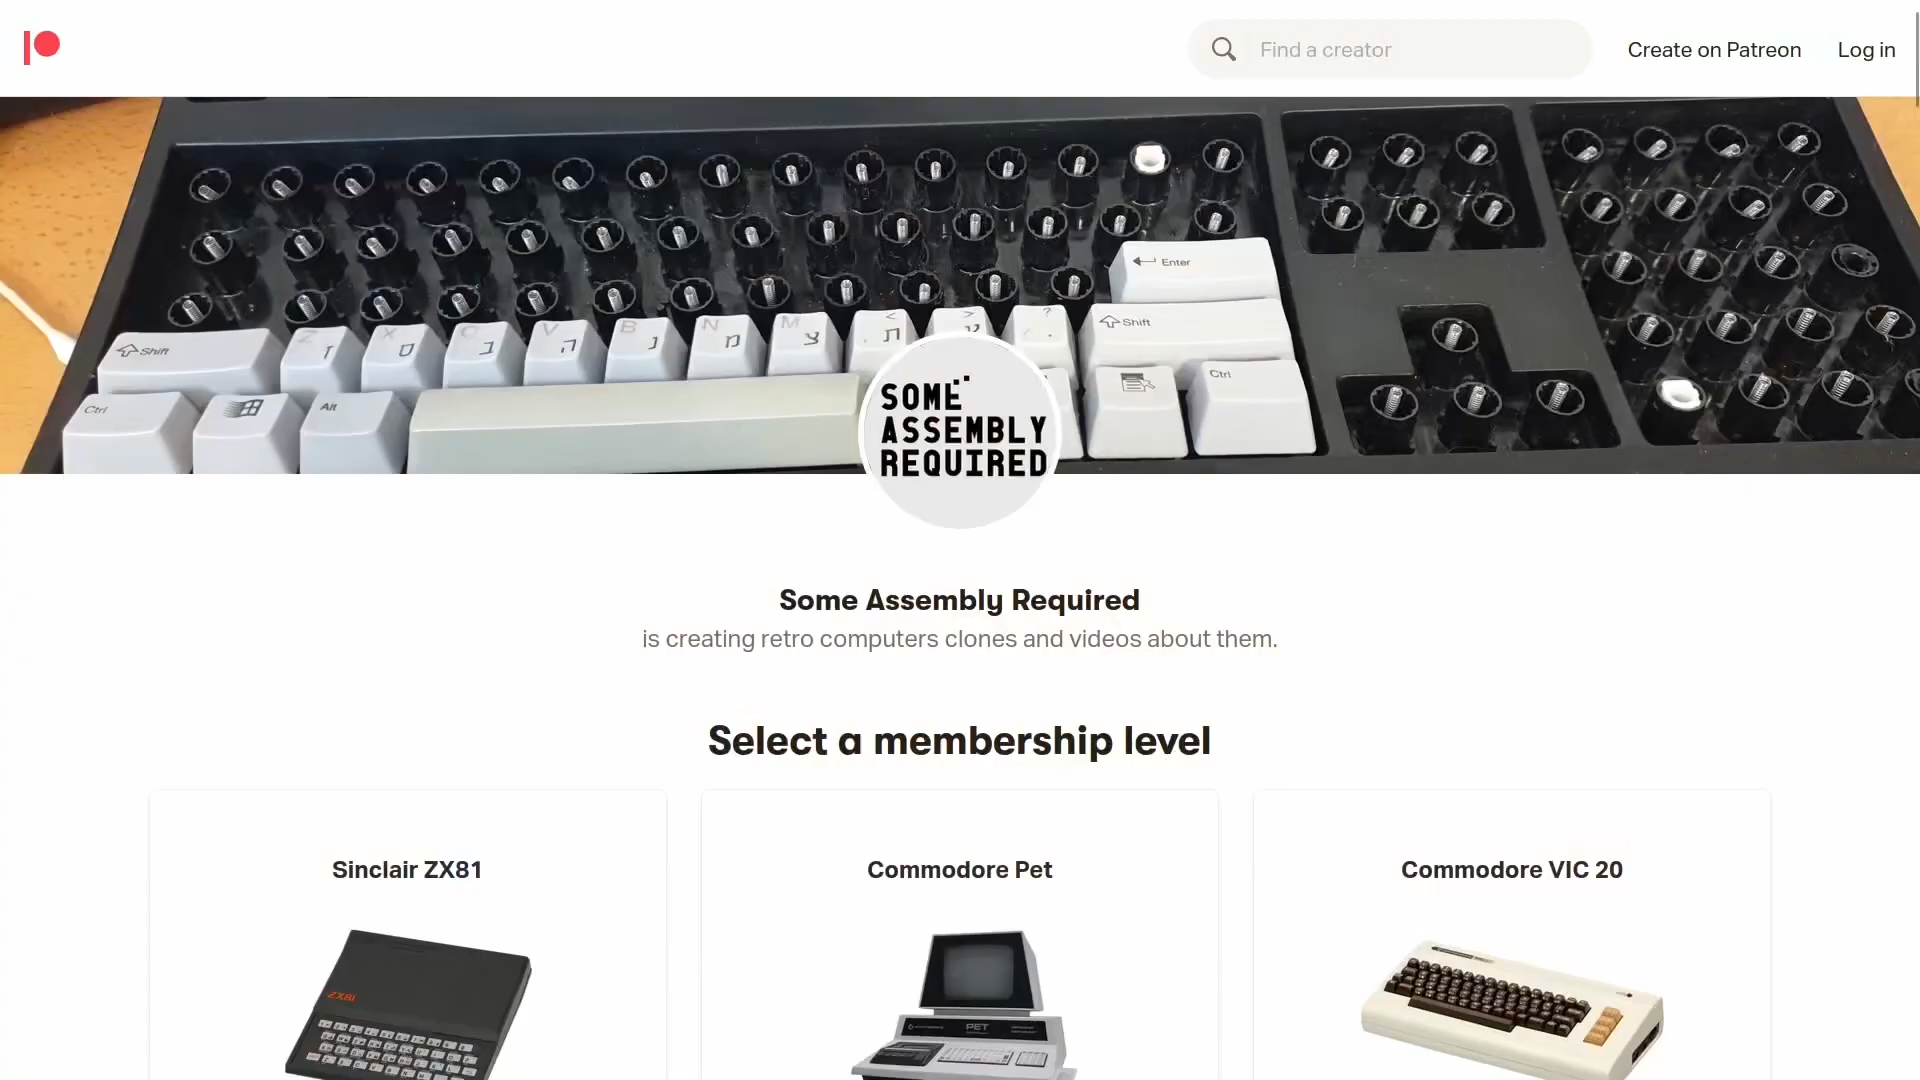 Find a creator
Create on Patreon
Log in
Enter
Shift
Shift
Z ז
X ס
C ב
V ה
B נ
N מ
M צ
< ת
>
?
Ctrl
Alt
Ctrl
SOME
ASSEMBLY
REQUIRED
Some Assembly Required
is creating retro computers clones and videos about them.
Select a membership level
Sinclair ZX81
Commodore Pet
Commodore VIC 20
ZX81
PET